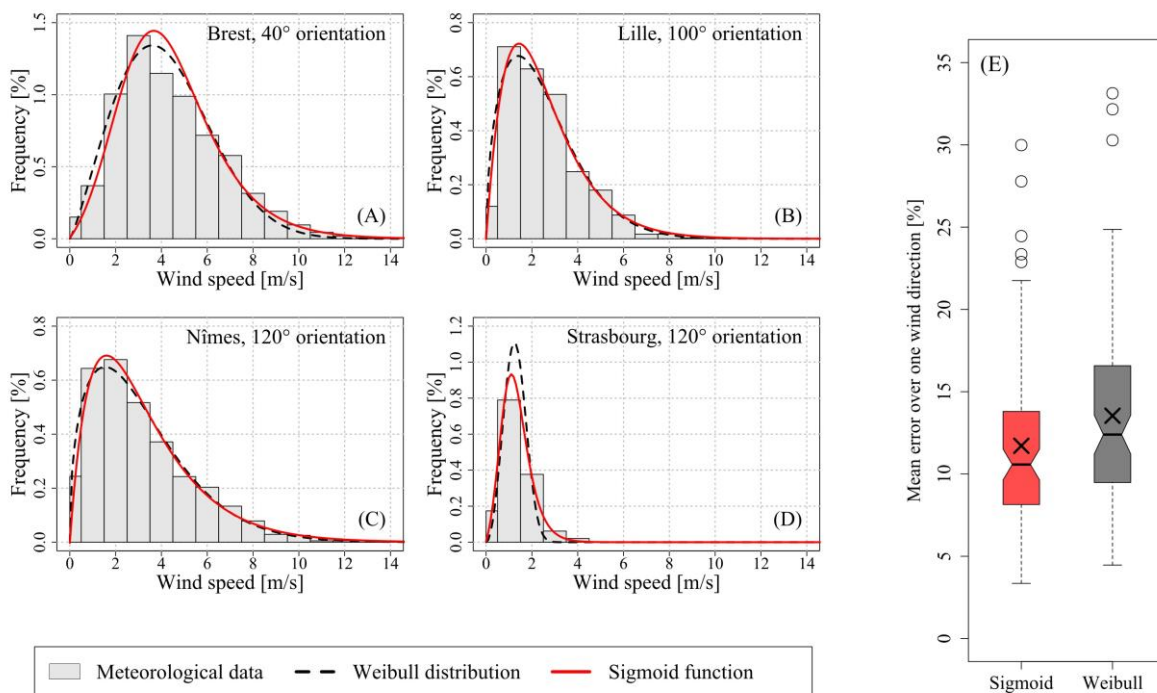 Brest, 40° orientation
(A)
Frequency [%]
0.0 0.5 1.0 1.5
0 2 4 6 8 10 12 14
Wind speed [m/s]
Lille, 100° orientation
(B)
Frequency [%]
0.0 0.2 0.4 0.6 0.8
0 2 4 6 8 10 12 14
Wind speed [m/s]
Nîmes, 120° orientation
(C)
Frequency [%]
0.0 0.2 0.4 0.6 0.8
0 2 4 6 8 10 12 14
Wind speed [m/s]
Strasbourg, 120° orientation
(D)
Frequency [%]
0.0 0.2 0.4 0.6 0.8 1.0 1.2
0 2 4 6 8 10 12 14
Wind speed [m/s]
Meteorological data Weibull distribution Sigmoid function
(E)
Mean error over one wind direction [%]
0 5 10 15 20 25 30 35
Sigmoid Weibull